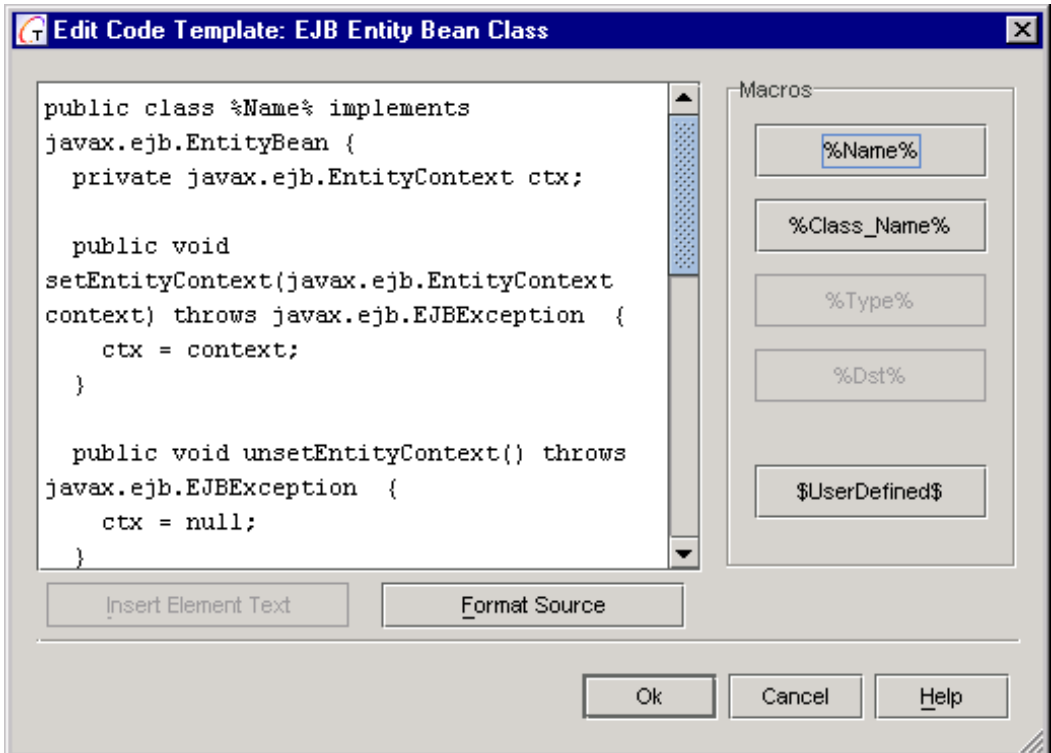 Edit Code Template: EJB Entity Bean Class
public class %Name% implements
javax.ejb.EntityBean {
  private javax.ejb.EntityContext ctx;

  public void
setEntityContext(javax.ejb.EntityContext
context) throws javax.ejb.EJBException  {
    ctx = context;
  }

  public void unsetEntityContext() throws
javax.ejb.EJBException  {
    ctx = null;
  }
Macros
%Name%
%Class_Name%
%Type%
%Dst%
$UserDefined$
Insert Element Text
Format Source
Ok
Cancel
Help